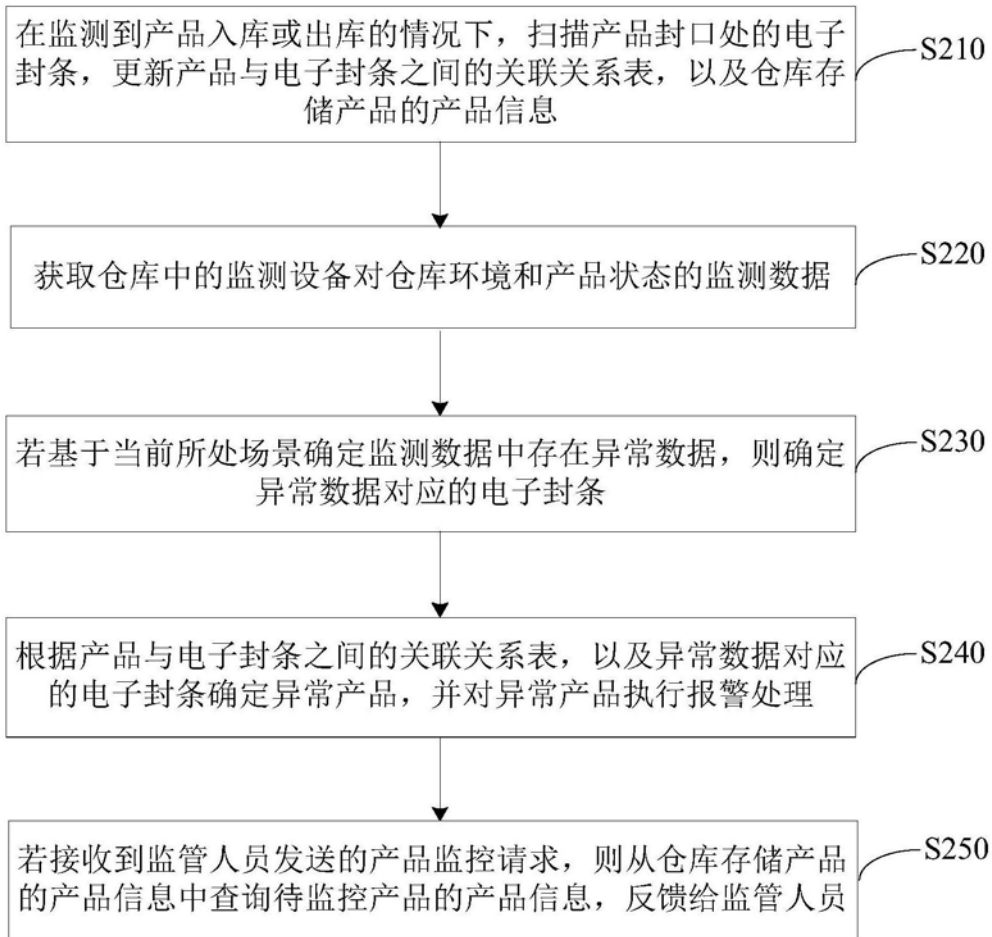 在监测到产品入库或出库的情况下，扫描产品封口处的电子
封条，更新产品与电子封条之间的关联关系表，以及仓库存
储产品的产品信息
S210
获取仓库中的监测设备对仓库环境和产品状态的监测数据
S220
若基于当前所处场景确定监测数据中存在异常数据，则确定
异常数据对应的电子封条
S230
根据产品与电子封条之间的关联关系表，以及异常数据对应
的电子封条确定异常产品，并对异常产品执行报警处理
S240
若接收到监管人员发送的产品监控请求，则从仓库存储产品
的产品信息中查询待监控产品的产品信息，反馈给监管人员
S250